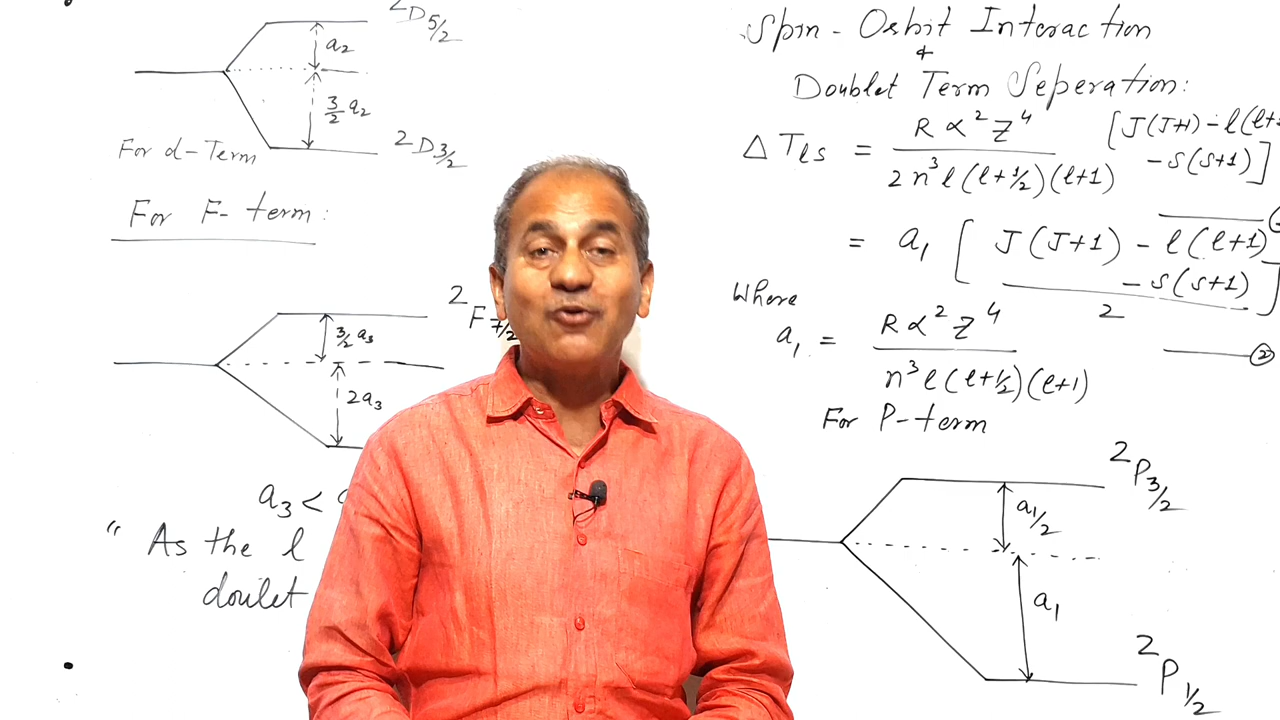 ²D₅/₂
a₂
3/2 a₂
²D₃/₂
For d-Term
For F-term:
²F₇/₂
3/2 a₃
2a₃
a₃ <
" As the l
doulet
Spin-Orbit Interaction
+
Doublet Term Seperation:
ΔTls = Rα²Z⁴ / 2n³l(l+½)(l+1) [J(J+1) - l(l+
- s(s+1)]
= a₁ [J(J+1) - l(l+1)
- s(s+1)] / 2
Where
a₁ = Rα²Z⁴ / n³l(l+½)(l+1) ②
For P-term
²P₃/₂
a₁/2
a₁
²P₁/₂